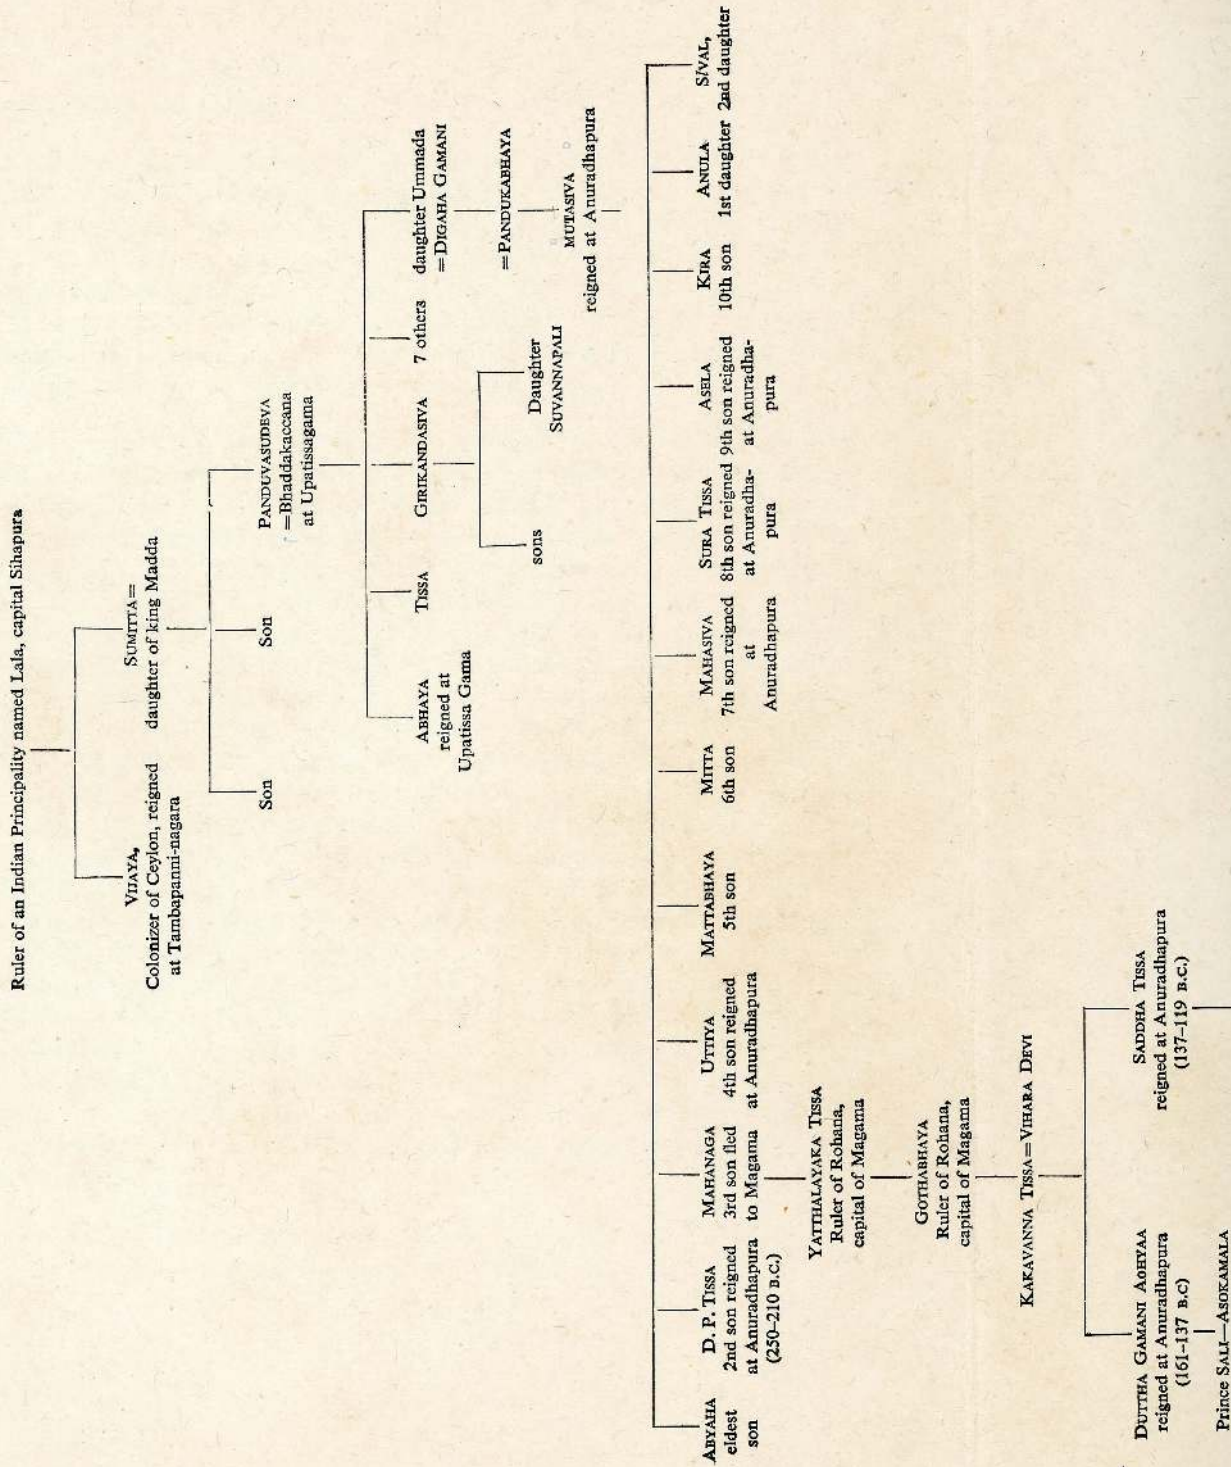 Ruler of an Indian Principality named Lala, capital Sihapura
VIJAYA,
Colonizer of Ceylon, reigned
at Tambapanni-nagara
SUMITTA=
daughter of king Madda
Son
Son
PANDUVASUDEVA
=Bhaddakaccana
at Upatissagama
ABHAYA
reigned at
Upatissa Gama
TISSA
GIRIKANDASIVA
7 others
daughter Ummada
=DIGAHA GAMANI
sons
Daughter
SUVANNAPALI
=PANDUKABHAYA
MUTASIVA
reigned at Anuradhapura
ABYAHA
eldest
son
D. P. TISSA
2nd son reigned
at Anuradhapura
(250-210 B.C.)
MAHANAGA
3rd son fled
to Magama
UTTIYA
4th son reigned
at Anuradhapura
MATTABHAYA
5th son
MITTA
6th son
MAHASIVA
7th son reigned
at
Anuradhapura
SURA TISSA
8th son reigned
at Anuradha-
pura
ASELA
9th son reigned
at Anuradha-
pura
KIRA
10th son
ANULA
1st daughter
SIVAL,
2nd daughter
YATTHALAYAKA TISSA
Ruler of Rohana,
capital of Magama
GOTHABHAYA
Ruler of Rohana,
capital of Magama
KAKAVANNA TISSA=VIHARA DEVI
DUTTHA GAMANI AOHYAA
reigned at Anuradhapura
(161-137 B.C)
SADDHA TISSA
reigned at Anuradhapura
(137-119 B.C.)
Prince SALI—ASOKAMALA